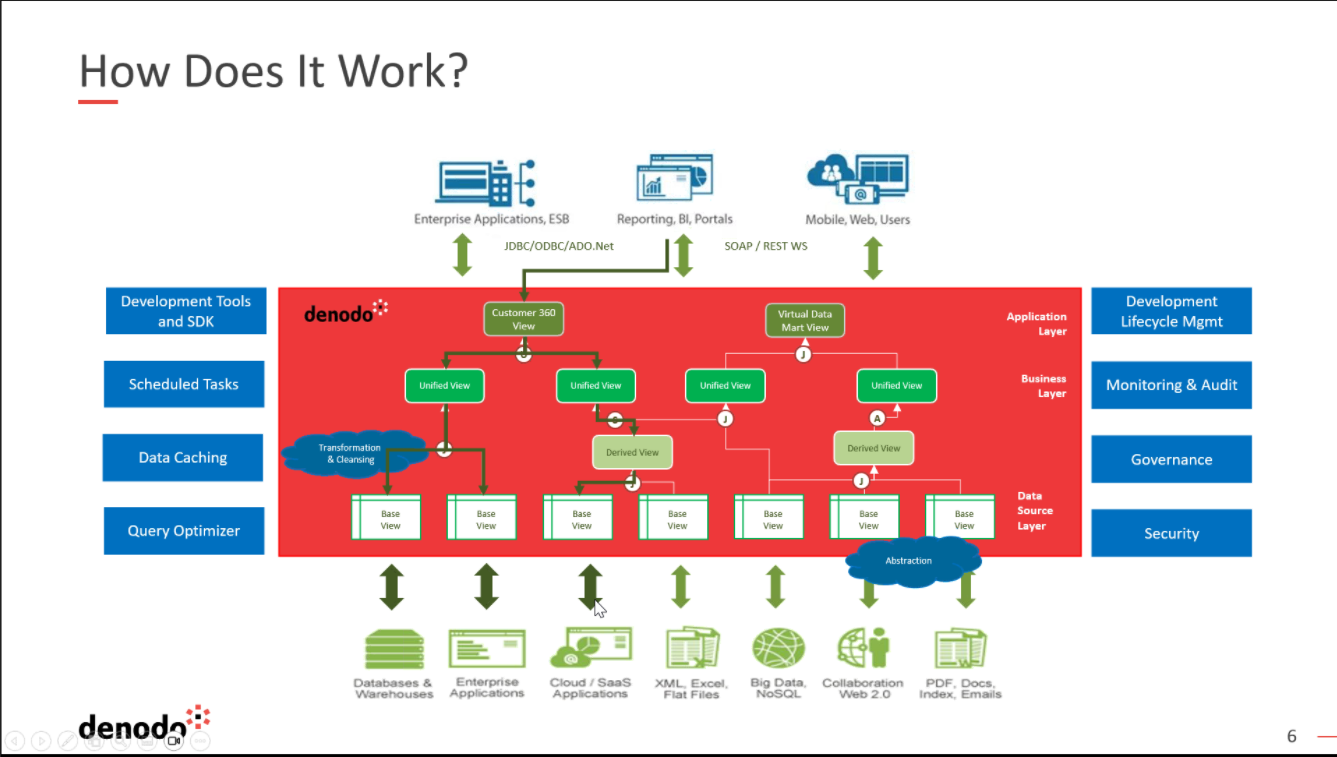 How Does It Work?
Enterprise Applications, ESB
Reporting, BI, Portals
Mobile, Web, Users
JDBC/ODBC/ADO.Net
SOAP / REST WS
Development Tools
and SDK
Scheduled Tasks
Data Caching
Query Optimizer
denodo
Customer 360
View
Virtual Data
Mart View
Application
Layer
Unified View
Unified View
Unified View
Unified View
Business
Layer
J
J
A
Transformation
& Cleansing
Derived View
Derived View
J
J
Base
View
Base
View
Base
View
Base
View
Base
View
Base
View
Base
View
Data
Source
Layer
Abstraction
Development
Lifecycle Mgmt
Monitoring & Audit
Governance
Security
Databases &
Warehouses
Enterprise
Applications
Cloud / SaaS
Applications
XML, Excel,
Flat Files
Big Data,
NoSQL
Collaboration
Web 2.0
PDF, Docs,
Index, Emails
denodo
6